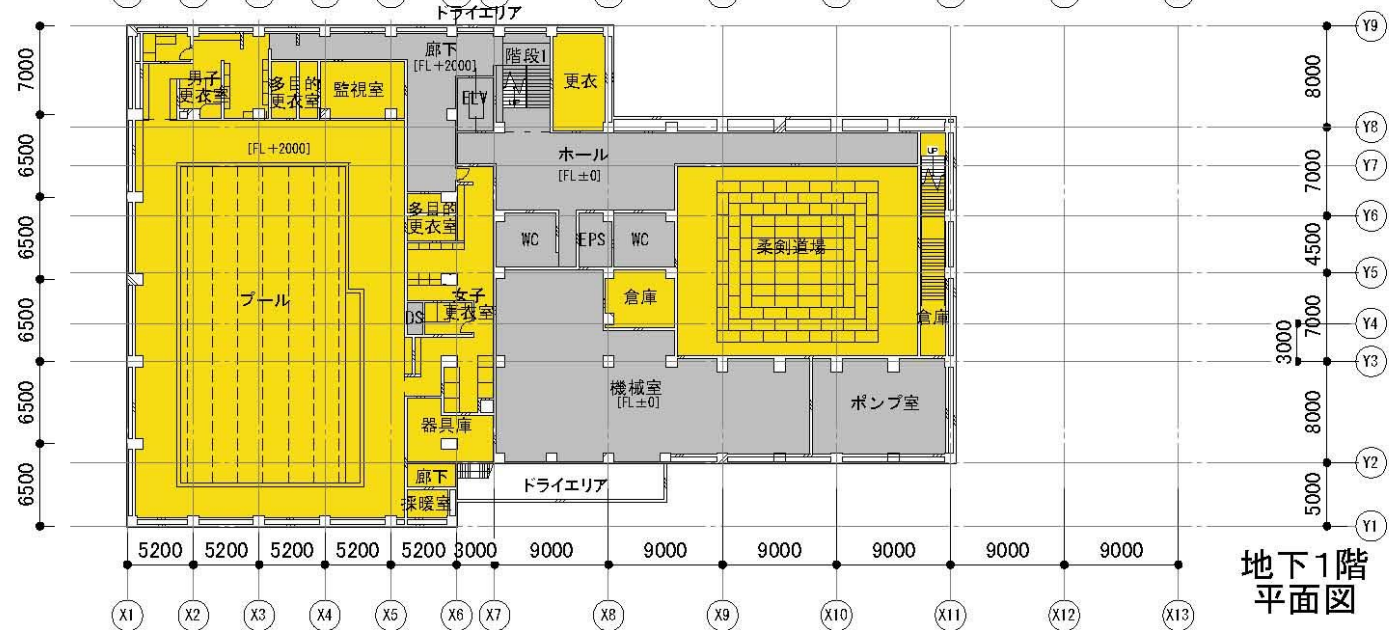 ドライエリア
Y9
廊下
[FL+2000]
階段1
更衣
男子
更衣室
多目的
更衣室
監視室
ELV
UP
7000
8000
Y8
[FL+2000]
ホール
[FL±0]
UP
Y7
6500
7000
多目的
更衣室
WC
EPS
WC
Y6
6500
4500
柔剣道場
Y5
プール
女子
更衣室
DS
倉庫
倉庫
6500
7000
Y4
3000
Y3
機械室
[FL±0]
ポンプ室
6500
8000
器具庫
Y2
廊下
採暖室
ドライエリア
6500
5000
Y1
5200
5200
5200
5200
5200
3000
9000
9000
9000
9000
9000
9000
地下1階
平面図
X1
X2
X3
X4
X5
X6
X7
X8
X9
X10
X11
X12
X13